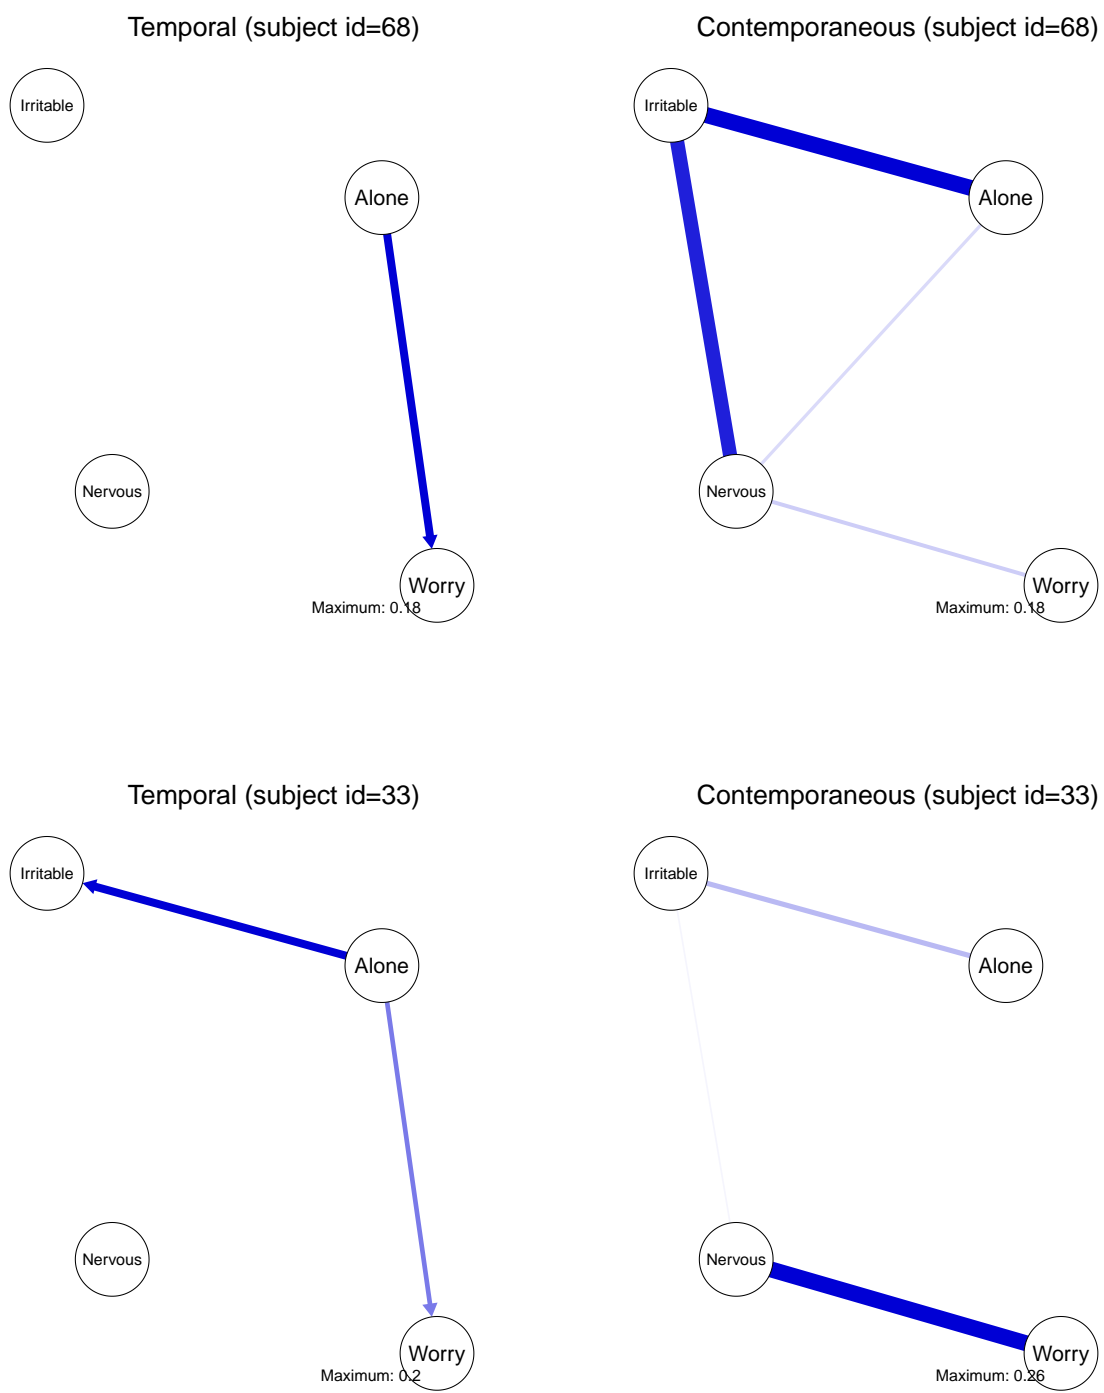 Temporal (subject id=68)
Irritable
Alone
Nervous
Worry
Maximum: 0.18
Contemporaneous (subject id=68)
Irritable
Alone
Nervous
Worry
Maximum: 0.18
Temporal (subject id=33)
Irritable
Alone
Nervous
Worry
Maximum: 0.2
Contemporaneous (subject id=33)
Irritable
Alone
Nervous
Worry
Maximum: 0.26